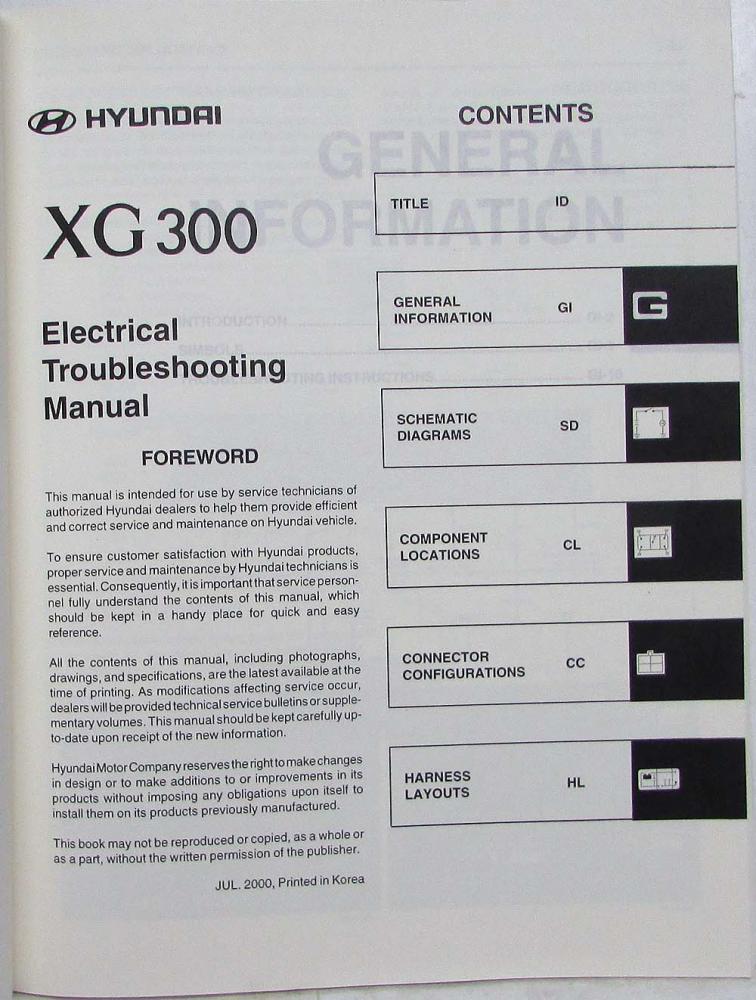 HYUNDAI
XG 300
Electrical
Troubleshooting
Manual
FOREWORD
This manual is intended for use by service technicians of
authorized Hyundai dealers to help them provide efficient
and correct service and maintenance on Hyundai vehicle.
To ensure customer satisfaction with Hyundai products,
proper service and maintenance by Hyundai technicians is
essential. Consequently, it is important that service person-
nel fully understand the contents of this manual, which
should be kept in a handy place for quick and easy
reference.
All the contents of this manual, including photographs,
drawings, and specifications, are the latest available at the
time of printing. As modifications affecting service occur,
dealers will be provided technical service bulletins or supple-
mentary volumes. This manual should be kept carefully up-
to-date upon receipt of the new information.
Hyundai Motor Company reserves the right to make changes
in design or to make additions to or improvements in its
products without imposing any obligations upon itself to
install them on its products previously manufactured.
This book may not be reproduced or copied, as a whole or
as a part, without the written permission of the publisher.
JUL. 2000, Printed in Korea
CONTENTS
TITLE ID
GENERAL
INFORMATION GI
G
SCHEMATIC
DIAGRAMS SD
COMPONENT
LOCATIONS CL
CONNECTOR
CONFIGURATIONS CC
HARNESS
LAYOUTS HL
GENERAL
INFORMATION
INTRODUCTION GI-2
SIMBOLS
TROUBLESHOOTING INSTRUCTIONS GI-10